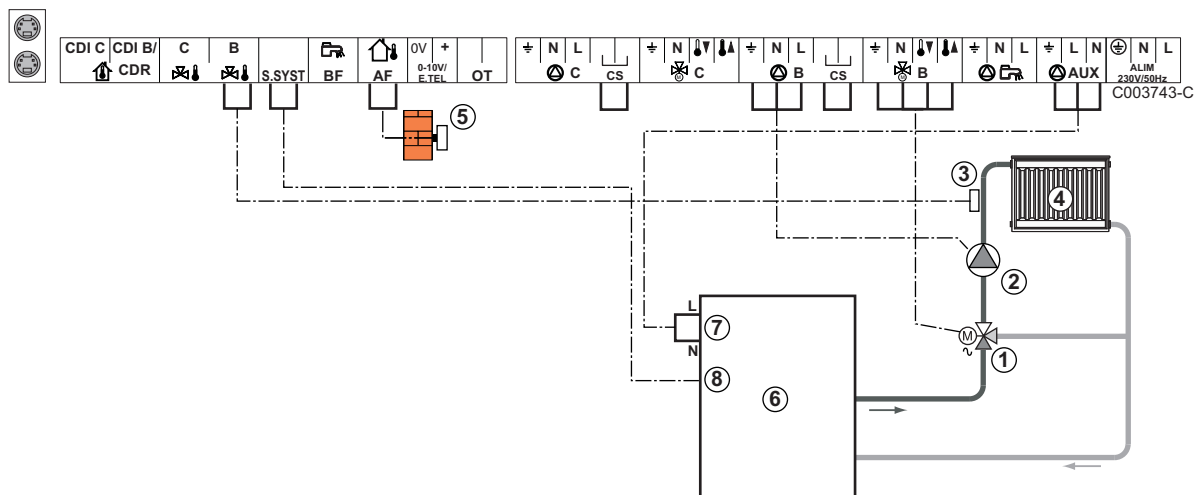 CDI C CDI B/ C B 0V + N L N N L N N L L N N L
CDR S.SYST BF AF 0-10V/ OT C CS C B CS B AUX ALIM
E.TEL M M 230V/50Hz
C003743-C
5
3
4
2
L
7
N
M
~
1
8
6